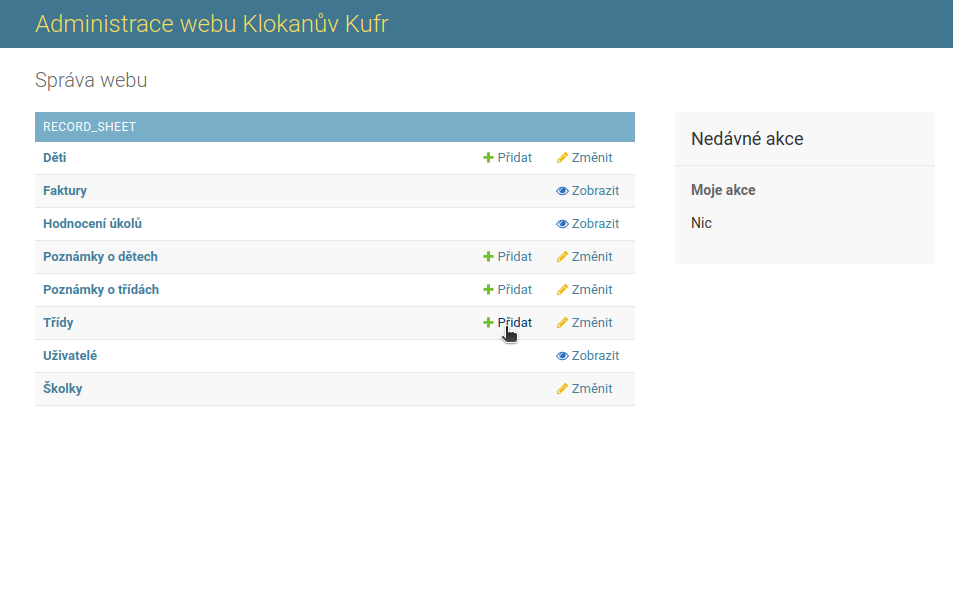 Administrace webu Klokanův Kufr
Správa webu
RECORD_SHEET
Děti Přidat Změnit
Faktury Zobrazit
Hodnocení úkolů Zobrazit
Poznámky o dětech Přidat Změnit
Poznámky o třídách Přidat Změnit
Třídy Přidat Změnit
Uživatelé Zobrazit
Školky Změnit
Nedávné akce
Moje akce
Nic